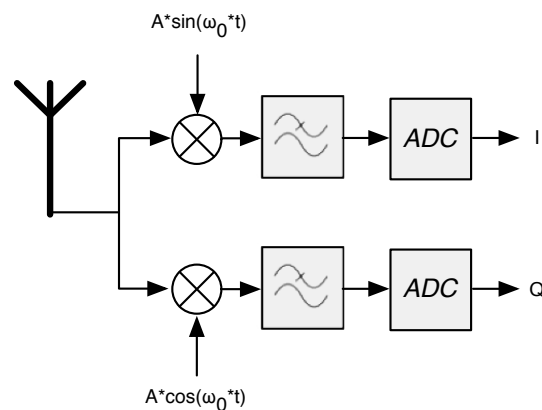 A*sin(ω₀*t)
ADC
I
ADC
Q
A*cos(ω₀*t)